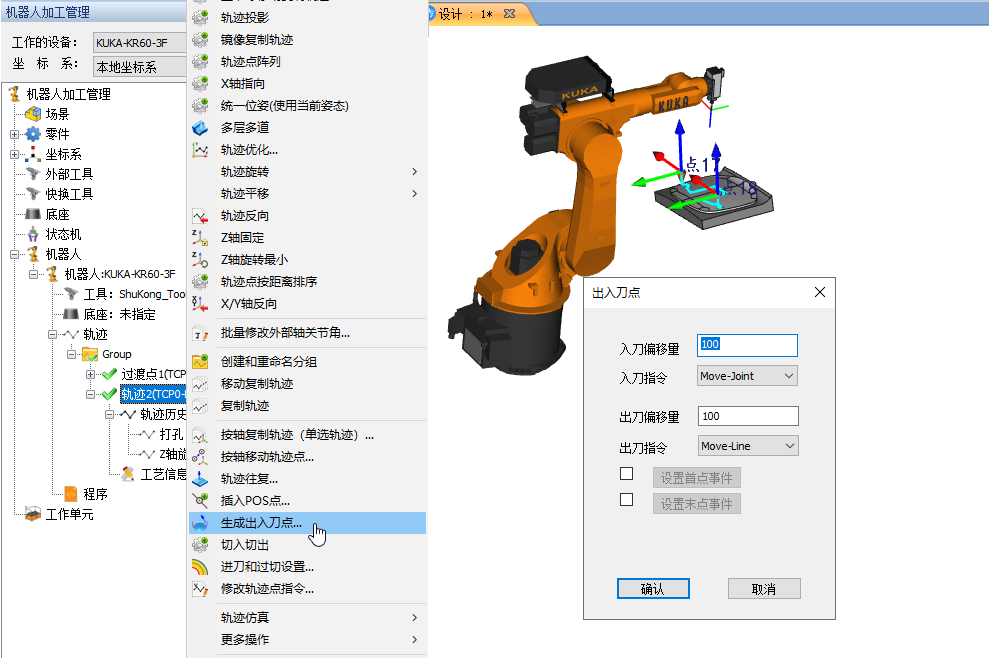 机器人加工管理
工作的设备： KUKA-KR60-3F
坐 标 系： 本地坐标系
机器人加工管理
场景
零件
坐标系
外部工具
快换工具
底座
状态机
机器人
机器人:KUKA-KR60-3F
工具：ShuKong_Too
底座：未指定
轨迹
Group
过渡点1(TCP
轨迹2(TCP0-
轨迹历史
打孔
Z轴旋
工艺信息
程序
工作单元
轨迹投影
镜像复制轨迹
轨迹点阵列
X轴指向
统一位姿(使用当前姿态)
多层多道
轨迹优化...
轨迹旋转
轨迹平移
轨迹反向
Z轴固定
Z轴旋转最小
轨迹点按距离排序
X/Y轴反向
批量修改外部轴关节角...
创建和重命名分组
移动复制轨迹
复制轨迹
按轴复制轨迹（单选轨迹）...
按轴移动轨迹点...
轨迹往复...
插入POS点...
生成出入刀点...
切入切出
进刀和过切设置...
修改轨迹点指令...
轨迹仿真
更多操作
设计 : 1*
KUKA
KUKA
点17
点18
出入刀点
入刀偏移量 100
入刀指令 Move-Joint
出刀偏移量 100
出刀指令 Move-Line
设置首点事件
设置末点事件
确认 取消